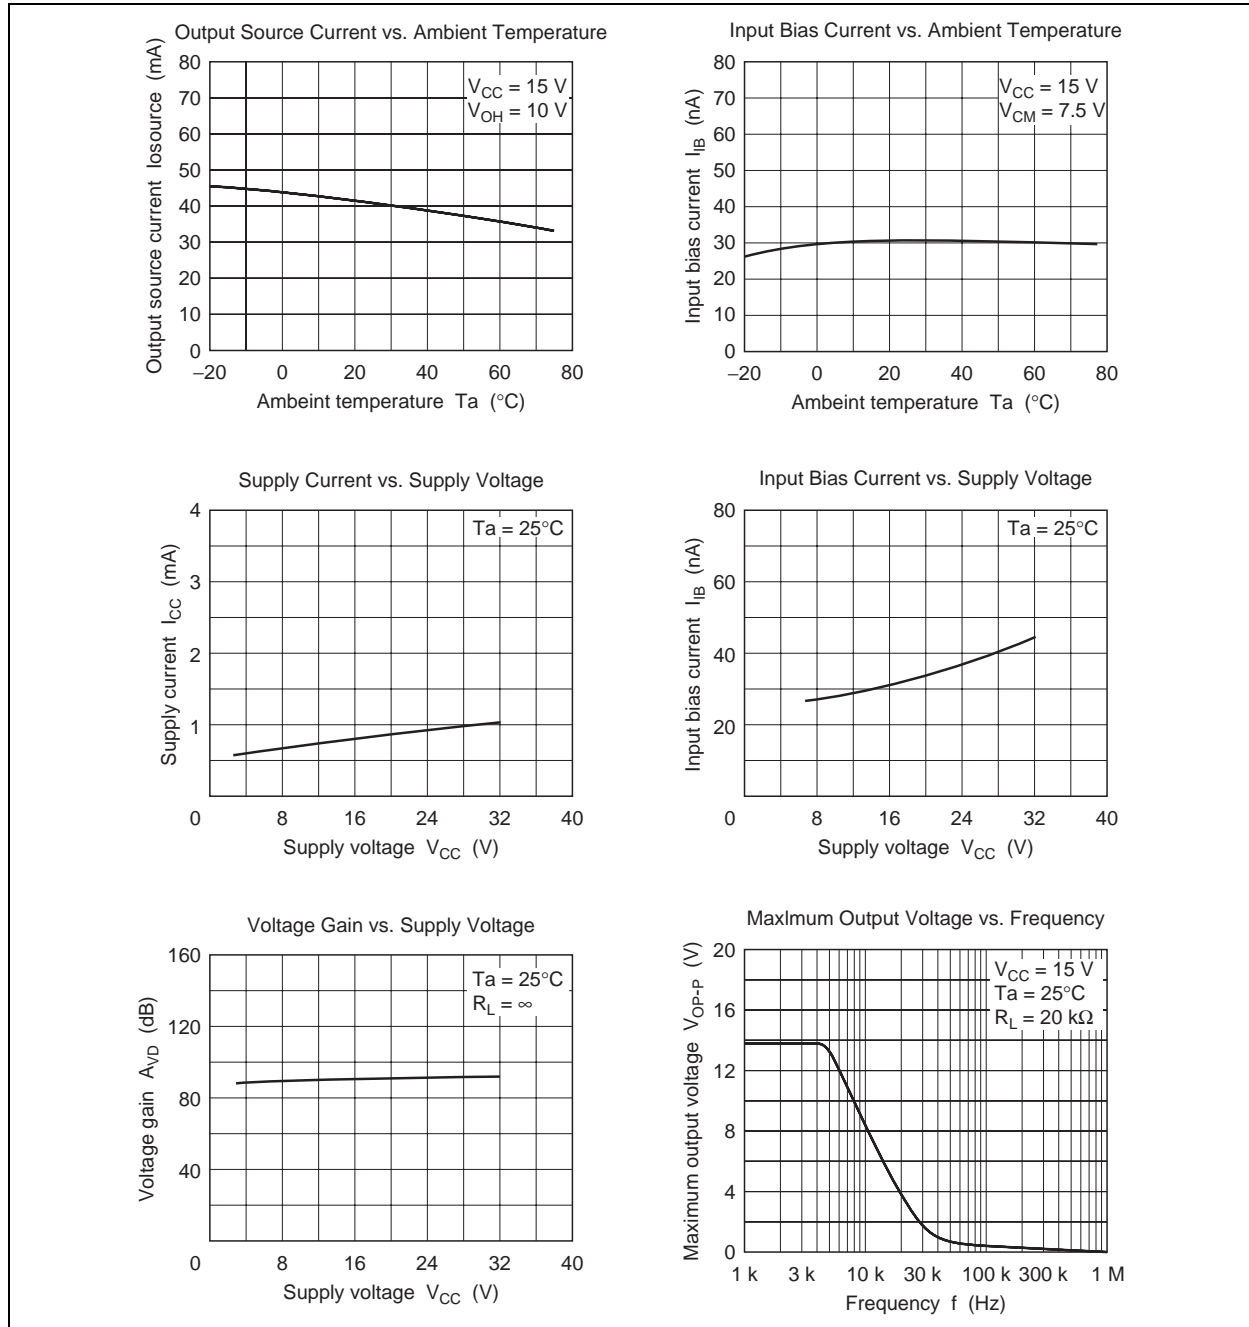 Output Source Current vs. Ambient Temperature
Output source current Iosource (mA)
80
70
60
50
40
30
20
10
0
VCC = 15 V
VOH = 10 V
–20 0 20 40 60 80
Ambeint temperature Ta (°C)
Input Bias Current vs. Ambient Temperature
Input bias current IIB (nA)
80
70
60
50
40
30
20
10
0
VCC = 15 V
VCM = 7.5 V
–20 0 20 40 60 80
Ambeint temperature Ta (°C)
Supply Current vs. Supply Voltage
Supply current ICC (mA)
4
3
2
1
Ta = 25°C
0 8 16 24 32 40
Supply voltage VCC (V)
Input Bias Current vs. Supply Voltage
Input bias current IIB (nA)
80
60
40
20
Ta = 25°C
0 8 16 24 32 40
Supply voltage VCC (V)
Voltage Gain vs. Supply Voltage
Voltage gain AVD (dB)
160
120
80
40
Ta = 25°C
RL = ∞
0 8 16 24 32 40
Supply voltage VCC (V)
MaxImum Output Voltage vs. Frequency
Maximum output voltage VOP-P (V)
20
16
12
8
4
0
VCC = 15 V
Ta = 25°C
RL = 20 kΩ
1 k 3 k 10 k 30 k 100 k 300 k 1 M
Frequency f (Hz)